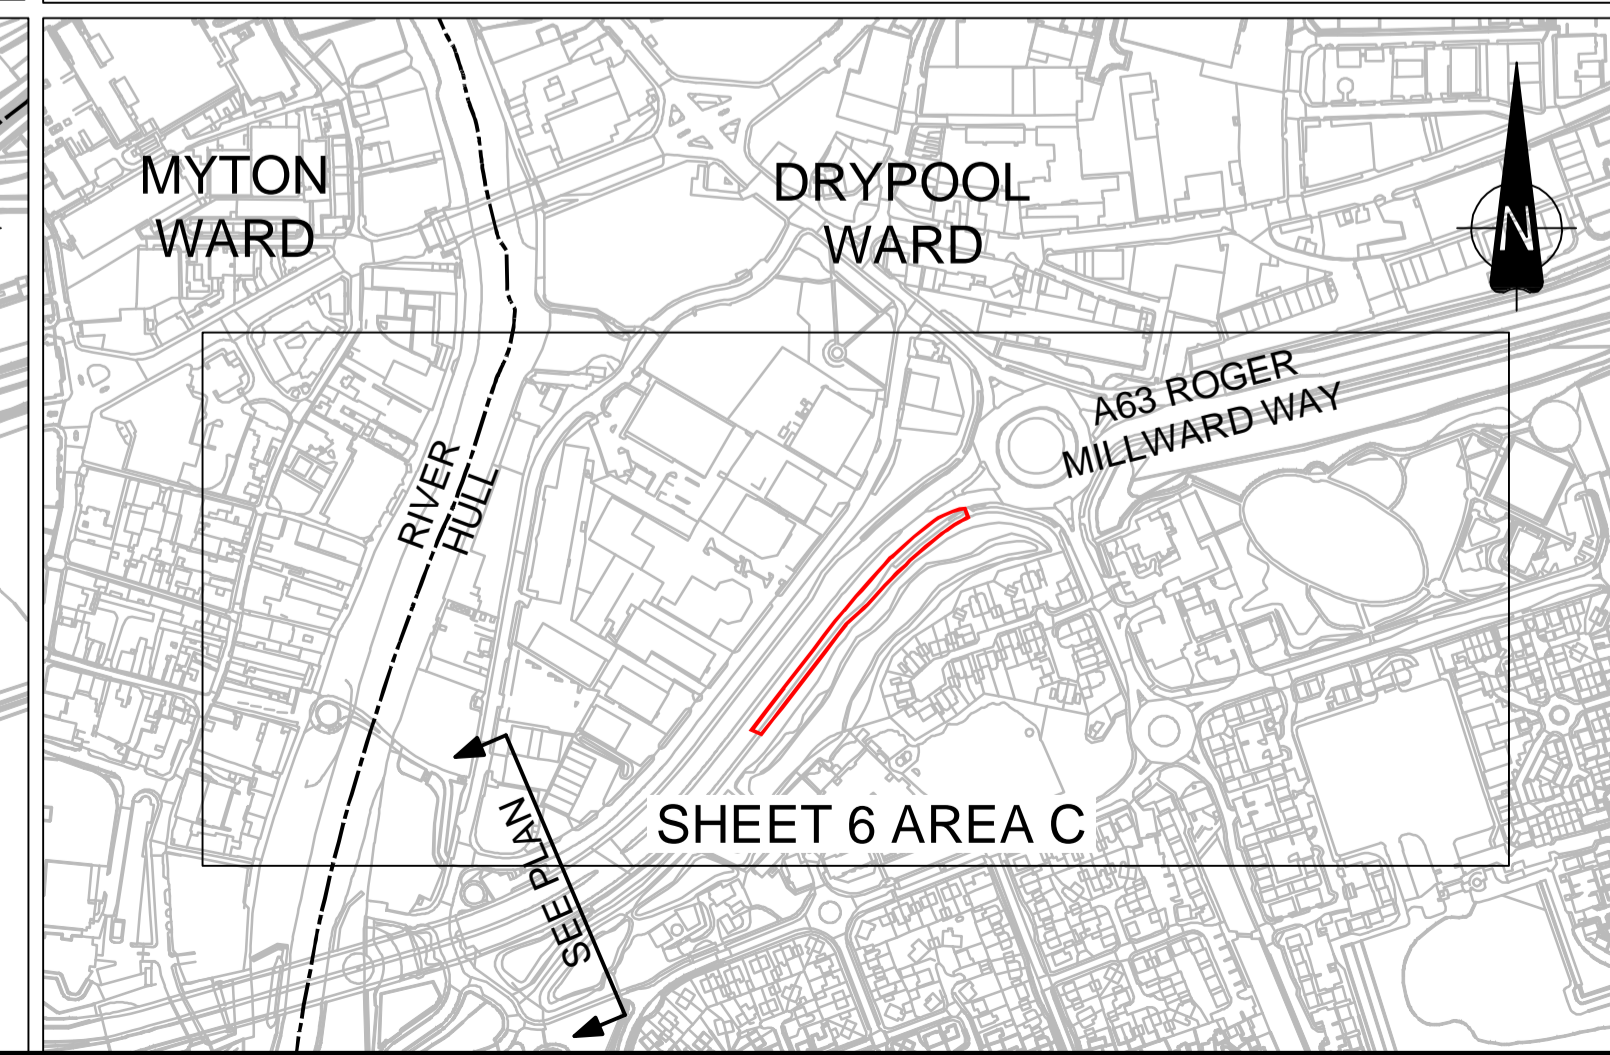 MYTON
WARD
DRYPOOL
WARD
N
A63 ROGER
MILLWARD WAY
RIVER
HULL
SEE PLAN
SHEET 6 AREA C